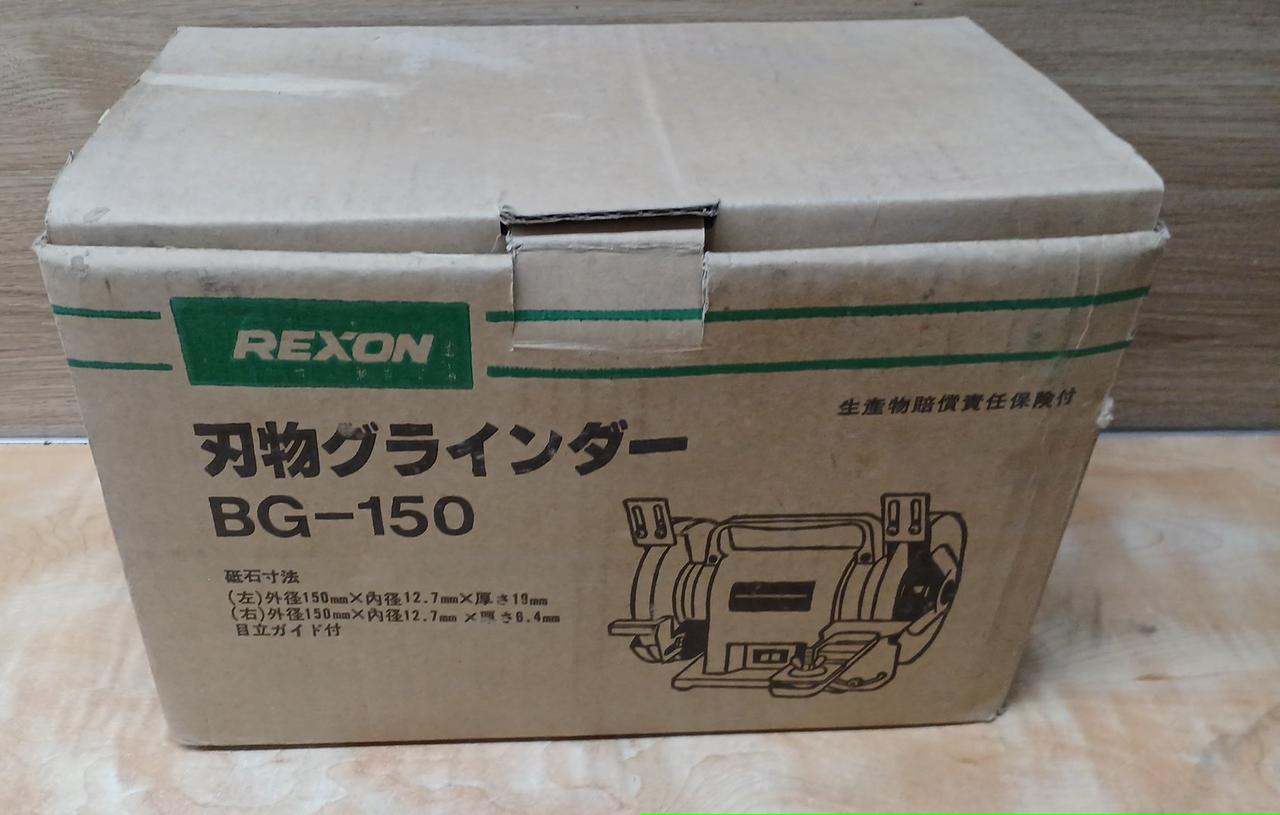 REXON
生産物賠償責任保険付
刃物グラインダー
BG-150
砥石寸法
(左)外径150mm×内径12.7mm×厚さ19mm
(右)外径150mm×内径12.7mm×厚さ6.4mm
目立ガイド付